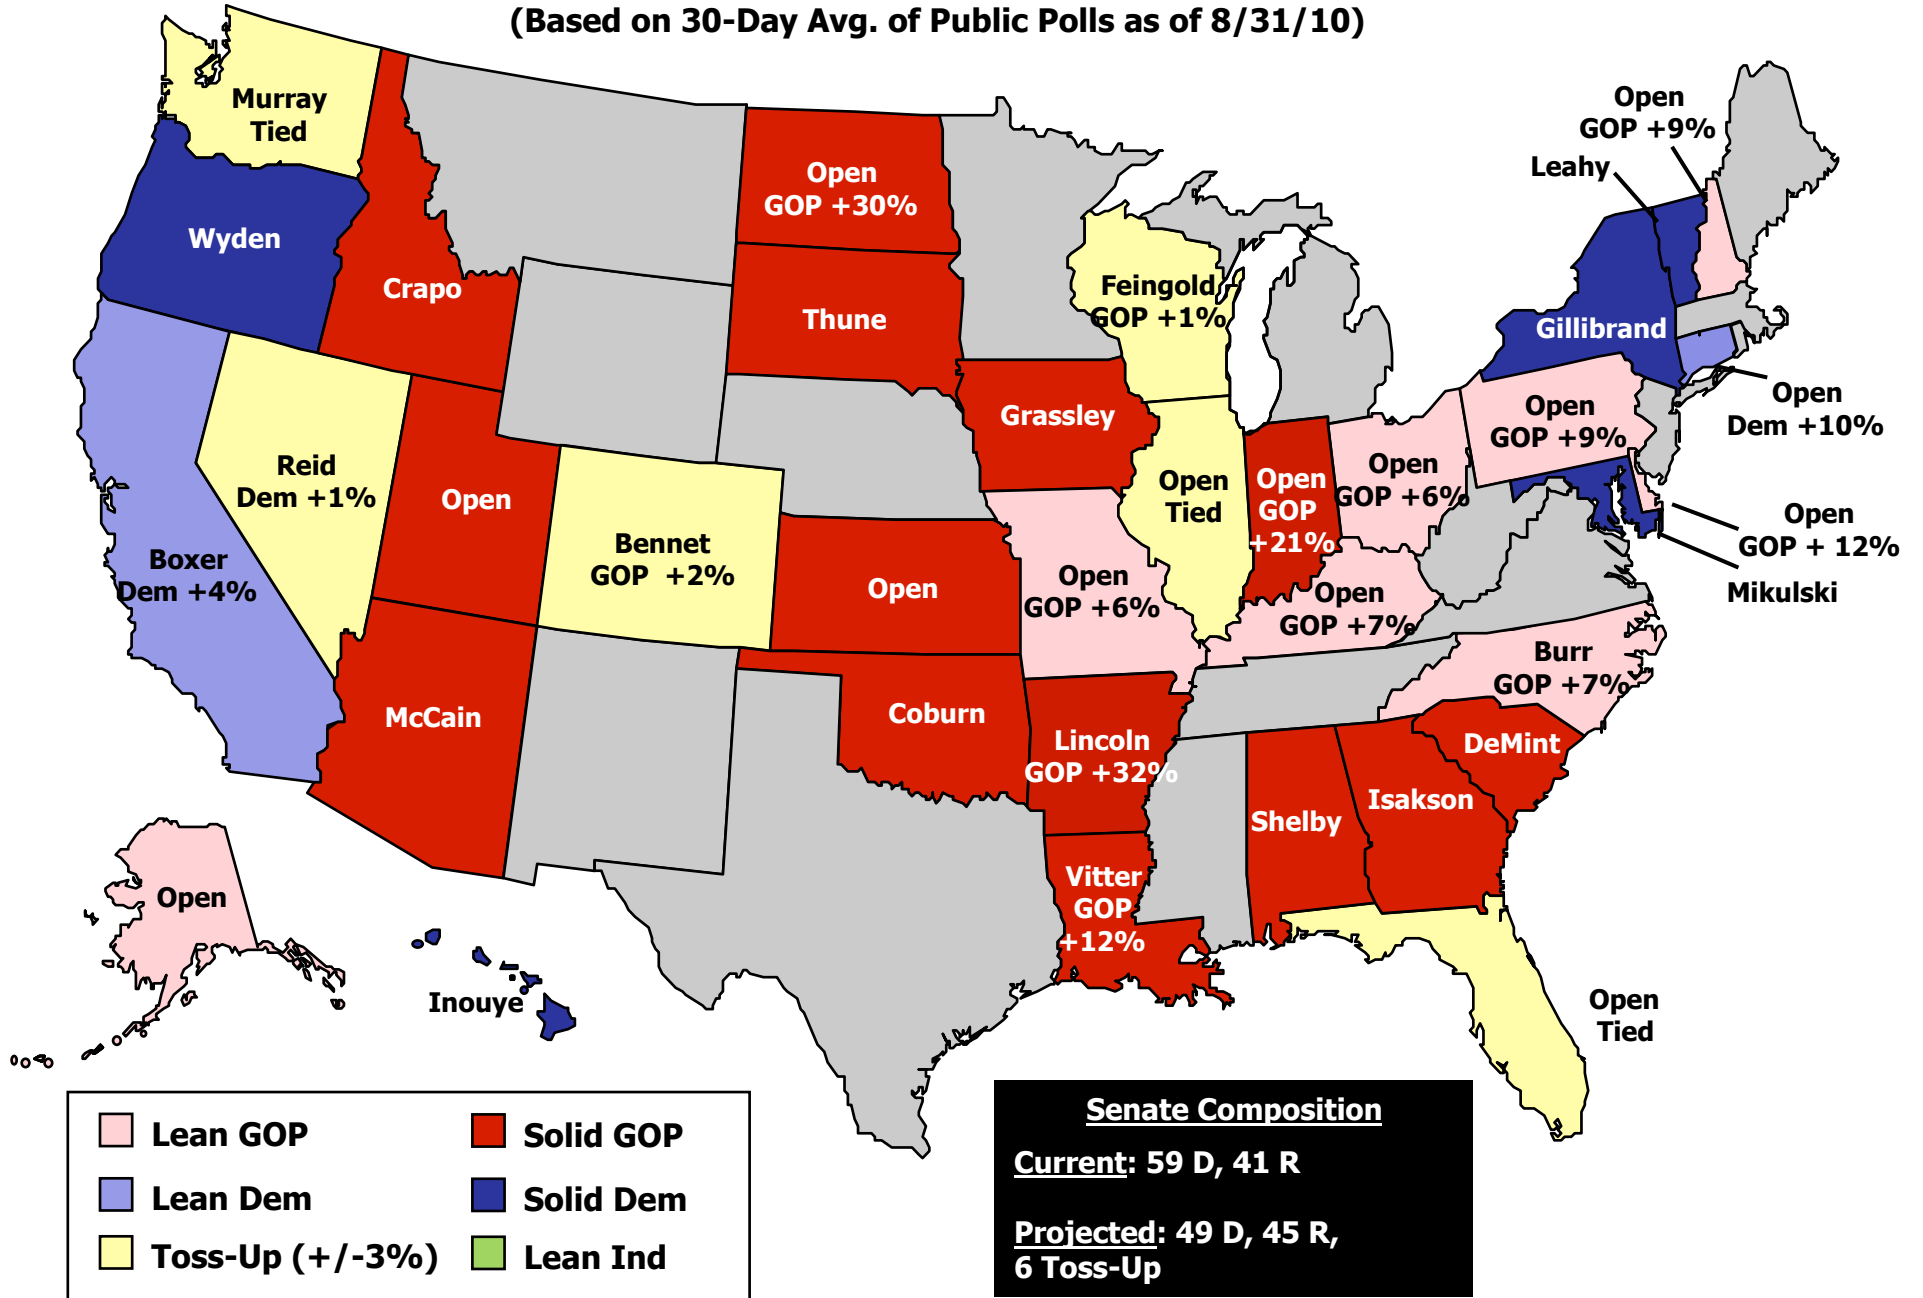 (Based on 30-Day Avg. of Public Polls as of 8/31/10)
Murray
Tied
Wyden
Crapo
Open
GOP +30%
Thune
Feingold
GOP +1%
Open
GOP +9%
Leahy
Gillibrand
Open
Dem +10%
Open
GOP +9%
Grassley
Reid
Dem +1%
Open
Boxer
Dem +4%
Bennet
GOP  +2%
Open
Open
GOP +6%
Open
Tied
Open
GOP
+21%
Open
GOP +6%
Open
GOP + 12%
Mikulski
Open
GOP +7%
Burr
GOP +7%
McCain
Coburn
Lincoln
GOP +32%
DeMint
Isakson
Shelby
Vitter
GOP
+12%
Open
Inouye
Open
Tied
Lean GOP
Solid GOP
Lean Dem
Solid Dem
Toss-Up (+/-3%)
Lean Ind
Senate Composition
Current: 59 D, 41 R
Projected: 49 D, 45 R,
6 Toss-Up